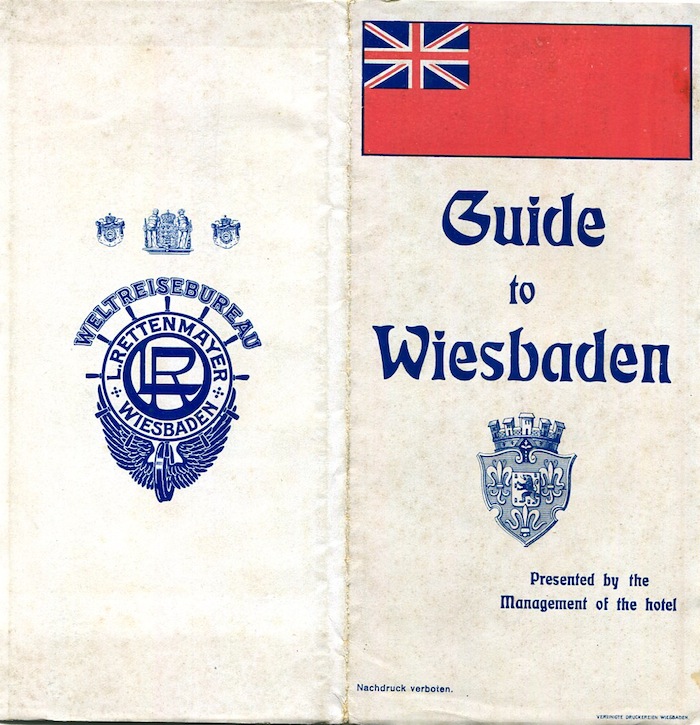 WELTREISEBUREAU
L. RETTENMAYER
LR
WIESBADEN
Guide
to
Wiesbaden
Presented by the
Management of the hotel
Nachdruck verboten.
VEREINIGTE DRUCKEREIEN WIESBADEN